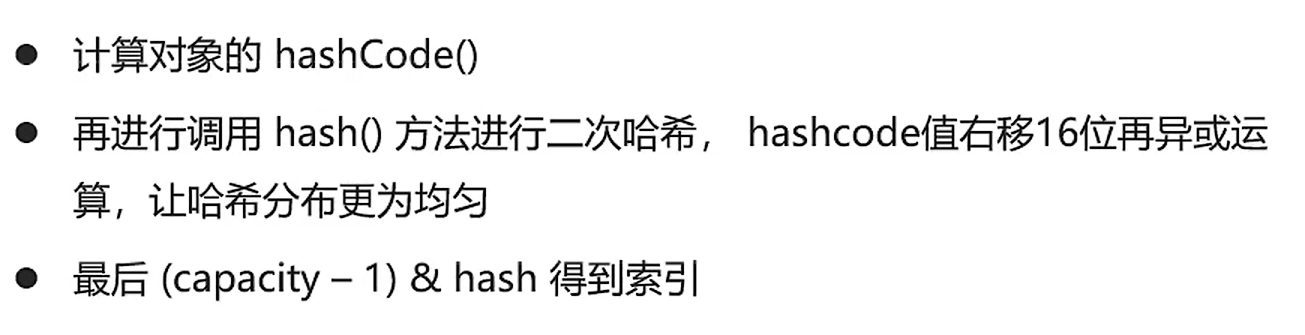 ● 计算对象的 hashCode()
● 再进行调用 hash() 方法进行二次哈希， hashcode值右移16位再异或运
算，让哈希分布更为均匀
● 最后 (capacity – 1) & hash 得到索引